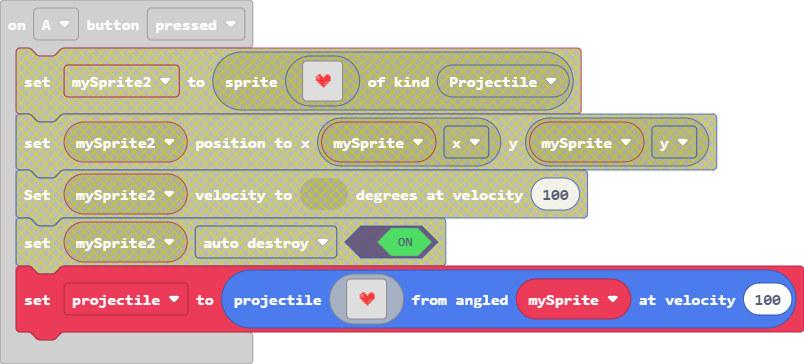 on A button pressed
set mySprite2 to sprite of kind Projectile
set mySprite2 position to x mySprite x y mySprite y
Set mySprite2 velocity to degrees at velocity 100
set mySprite2 auto destroy ON
set projectile to projectile from angled mySprite at velocity 100